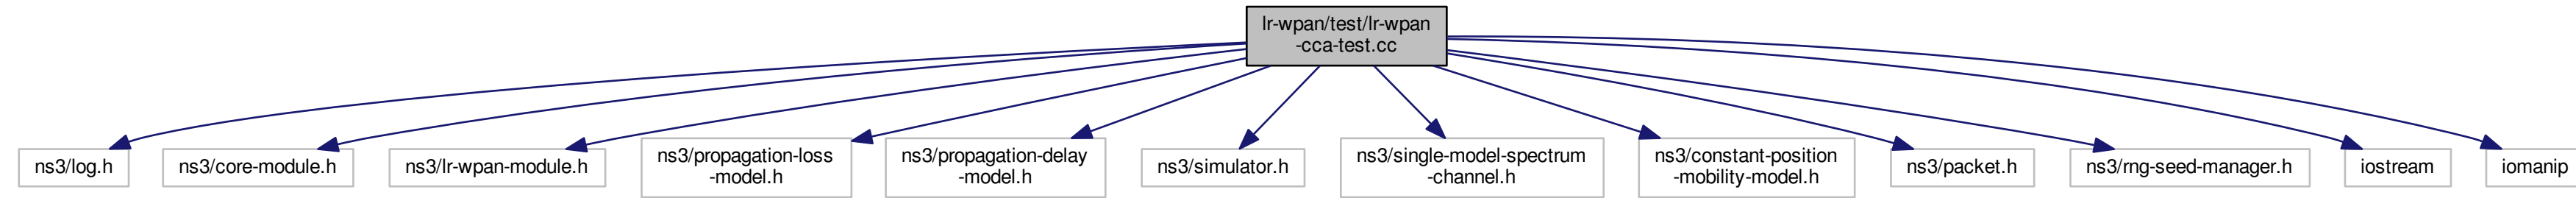 lr-wpan/test/lr-wpan
-cca-test.cc
ns3/log.h
ns3/core-module.h
ns3/lr-wpan-module.h
ns3/propagation-loss
-model.h
ns3/propagation-delay
-model.h
ns3/simulator.h
ns3/single-model-spectrum
-channel.h
ns3/constant-position
-mobility-model.h
ns3/packet.h
ns3/rng-seed-manager.h
iostream
iomanip